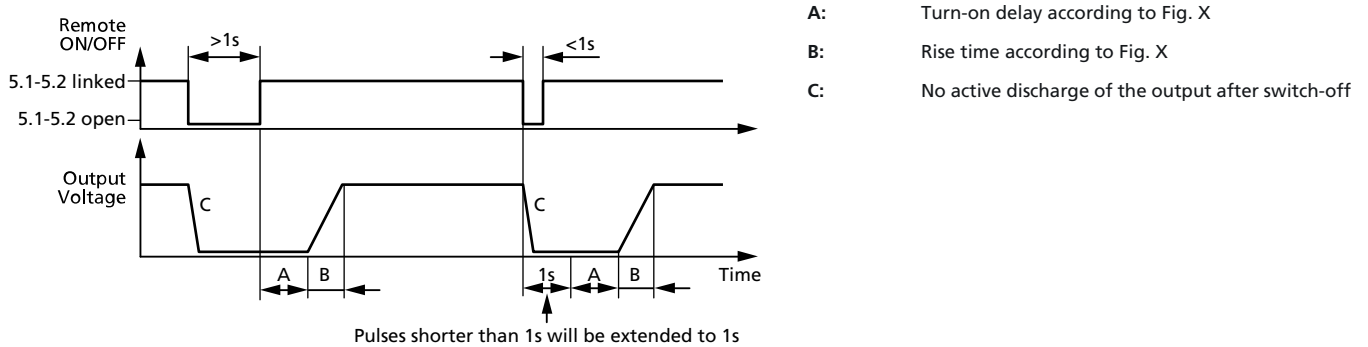 Remote
ON/OFF
>1s
<1s
5.1-5.2 linked
5.1-5.2 open
Output
Voltage
C
C
A
B
1s
A
B
Time
Pulses shorter than 1s will be extended to 1s
A: Turn-on delay according to Fig. X
B: Rise time according to Fig. X
C: No active discharge of the output after switch-off